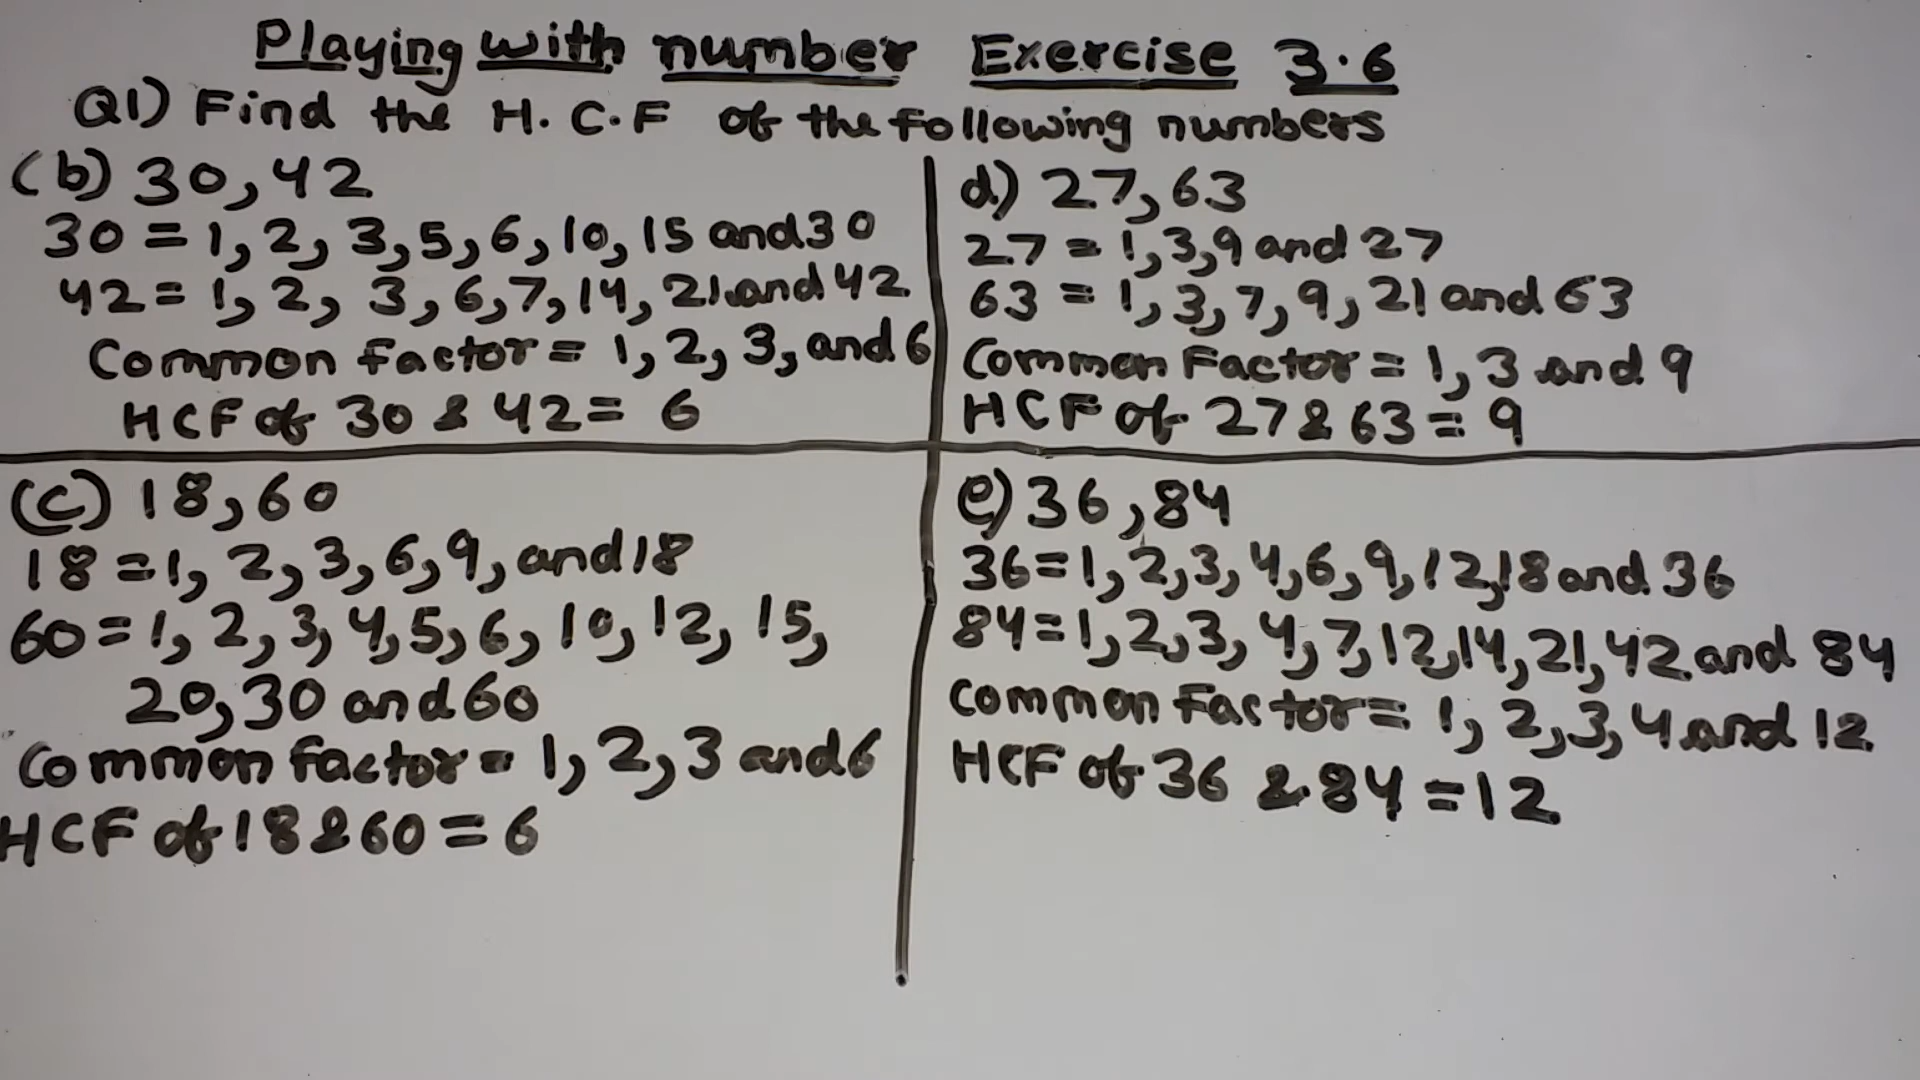 Playing with number Exercise 3.6
Q1) Find the H.C.F of the following numbers
(b) 30, 42
30 = 1, 2, 3, 5, 6, 10, 15 and 30
42 = 1, 2, 3, 6, 7, 14, 21 and 42
Common factor = 1, 2, 3, and 6
HCF of 30 & 42 = 6
(c) 18, 60
18 = 1, 2, 3, 6, 9, and 18
60 = 1, 2, 3, 4, 5, 6, 10, 12, 15,
20, 30 and 60
Common factor = 1, 2, 3 and 6
HCF of 18 & 60 = 6
d) 27, 63
27 = 1, 3, 9 and 27
63 = 1, 3, 7, 9, 21 and 63
Common Factor = 1, 3 and 9
HCF of 27 & 63 = 9
e) 36, 84
36 = 1, 2, 3, 4, 6, 9, 12, 18 and 36
84 = 1, 2, 3, 4, 7, 12, 14, 21, 42 and 84
Common Factor = 1, 2, 3, 4 and 12
HCF of 36 & 84 = 12